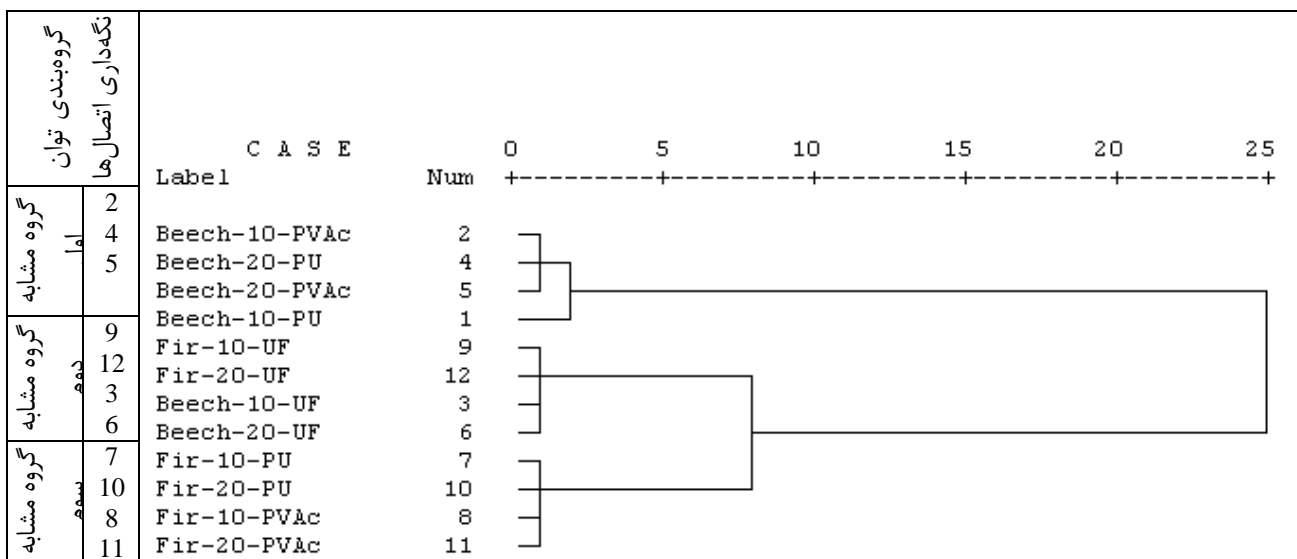 گروه‌بندی توان
نگه‌داری اتصال‌ها
C A S E 0 5 10 15 20 25
Label Num +---------+---------+---------+---------+---------+
گروه مشابه
2
4
5
Beech-10-PVAc 2
Beech-20-PU 4
Beech-20-PVAc 5
Beech-10-PU 1
گروه مشابه
دوم
9
12
3
6
Fir-10-UF 9
Fir-20-UF 12
Beech-10-UF 3
Beech-20-UF 6
گروه مشابه
سوم
7
10
8
11
Fir-10-PU 7
Fir-20-PU 10
Fir-10-PVAc 8
Fir-20-PVAc 11